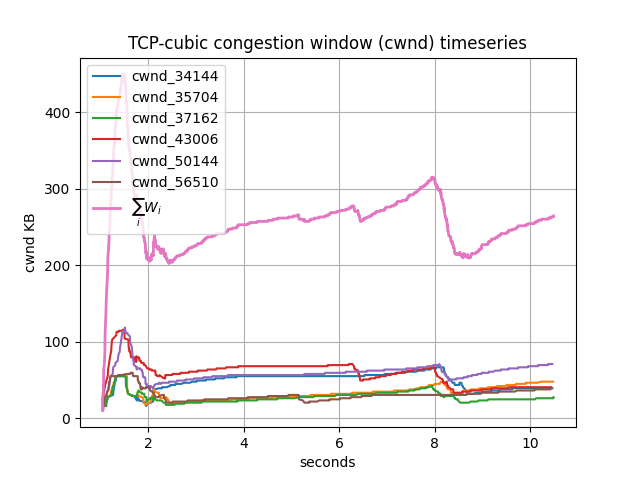 TCP-cubic congestion window (cwnd) timeseries
cwnd_34144
cwnd_35704
cwnd_37162
cwnd_43006
cwnd_50144
cwnd_56510
∑ᵢ wᵢ
cwnd KB
400
300
200
100
0
2 4 6 8 10
seconds